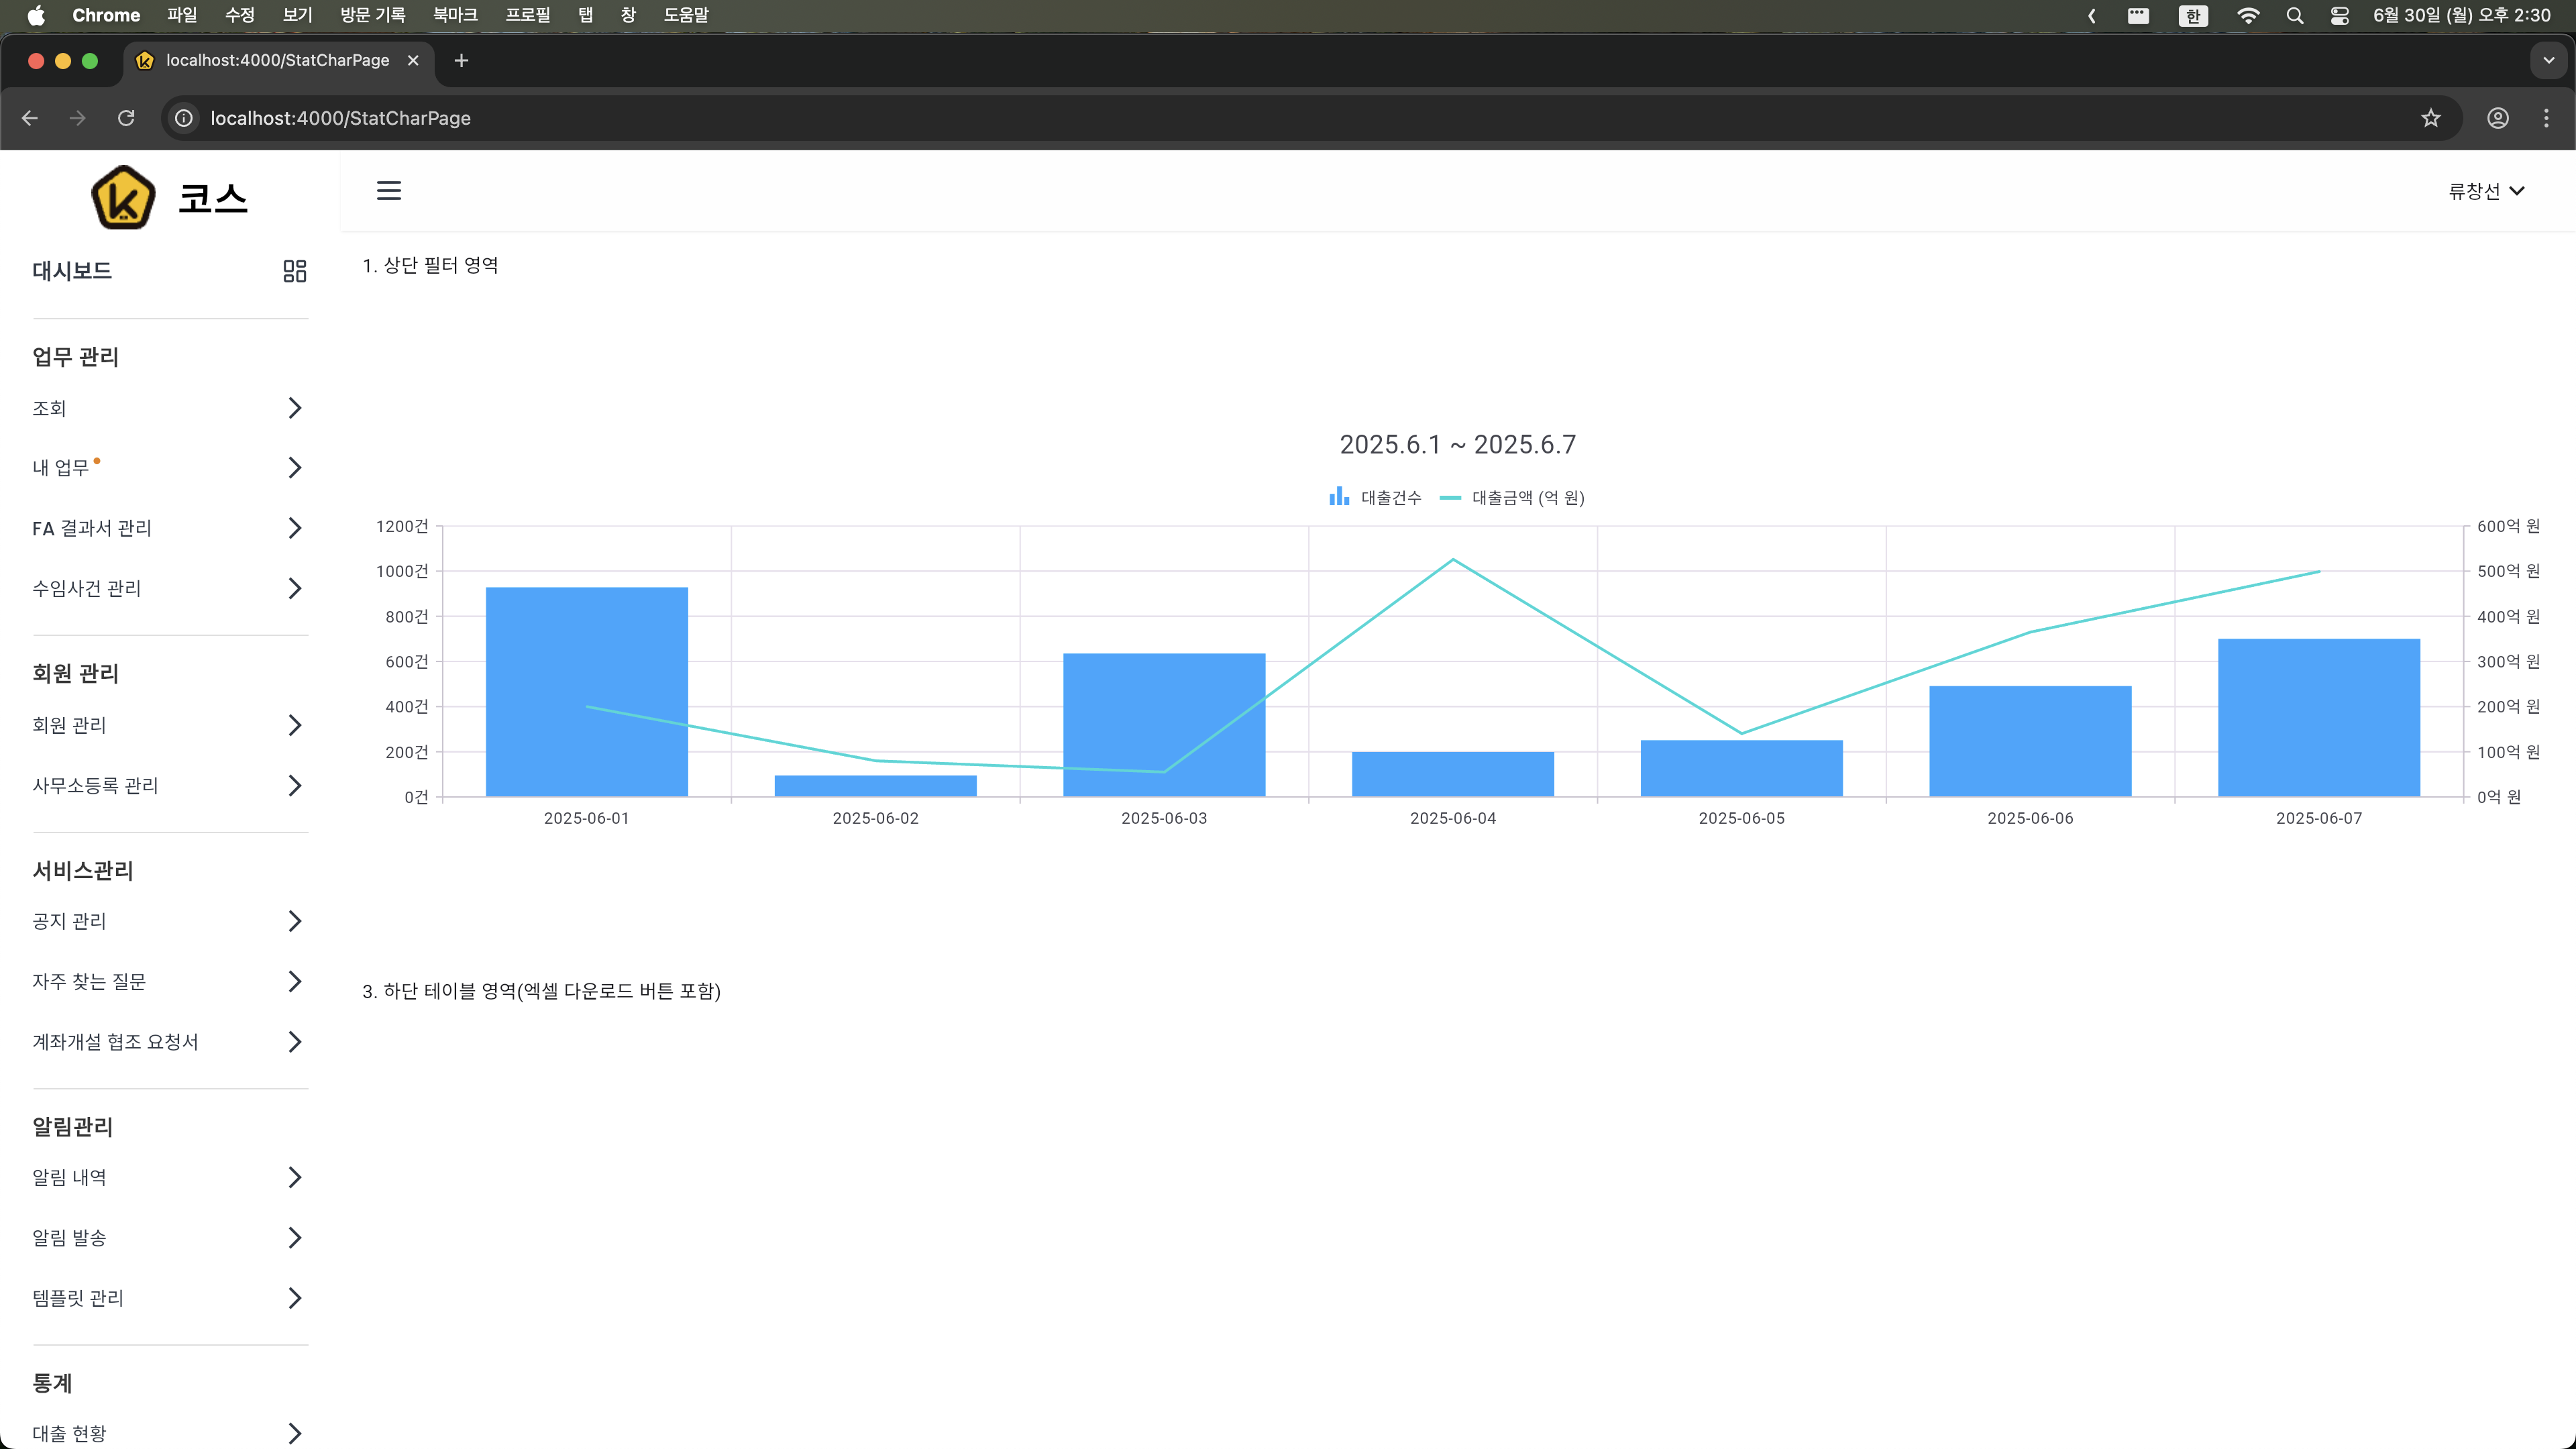 Chrome 파일 수정 보기 방문 기록 북마크 프로필 탭 창 도움말 한 6월 30일 (월) 오후 2:30
localhost:4000/StatCharPage
localhost:4000/StatCharPage
코스
류창선
대시보드
업무 관리
조회
내 업무
FA 결과서 관리
수임사건 관리
회원 관리
회원 관리
사무소등록 관리
서비스관리
공지 관리
자주 찾는 질문
계좌개설 협조 요청서
알림관리
알림 내역
알림 발송
템플릿 관리
통계
대출 현황
1. 상단 필터 영역
2025.6.1 ~ 2025.6.7
대출건수 대출금액 (억 원)
1200건 600억 원
1000건 500억 원
800건 400억 원
600건 300억 원
400건 200억 원
200건 100억 원
0건 0억 원
2025-06-01 2025-06-02 2025-06-03 2025-06-04 2025-06-05 2025-06-06 2025-06-07
3. 하단 테이블 영역(엑셀 다운로드 버튼 포함)